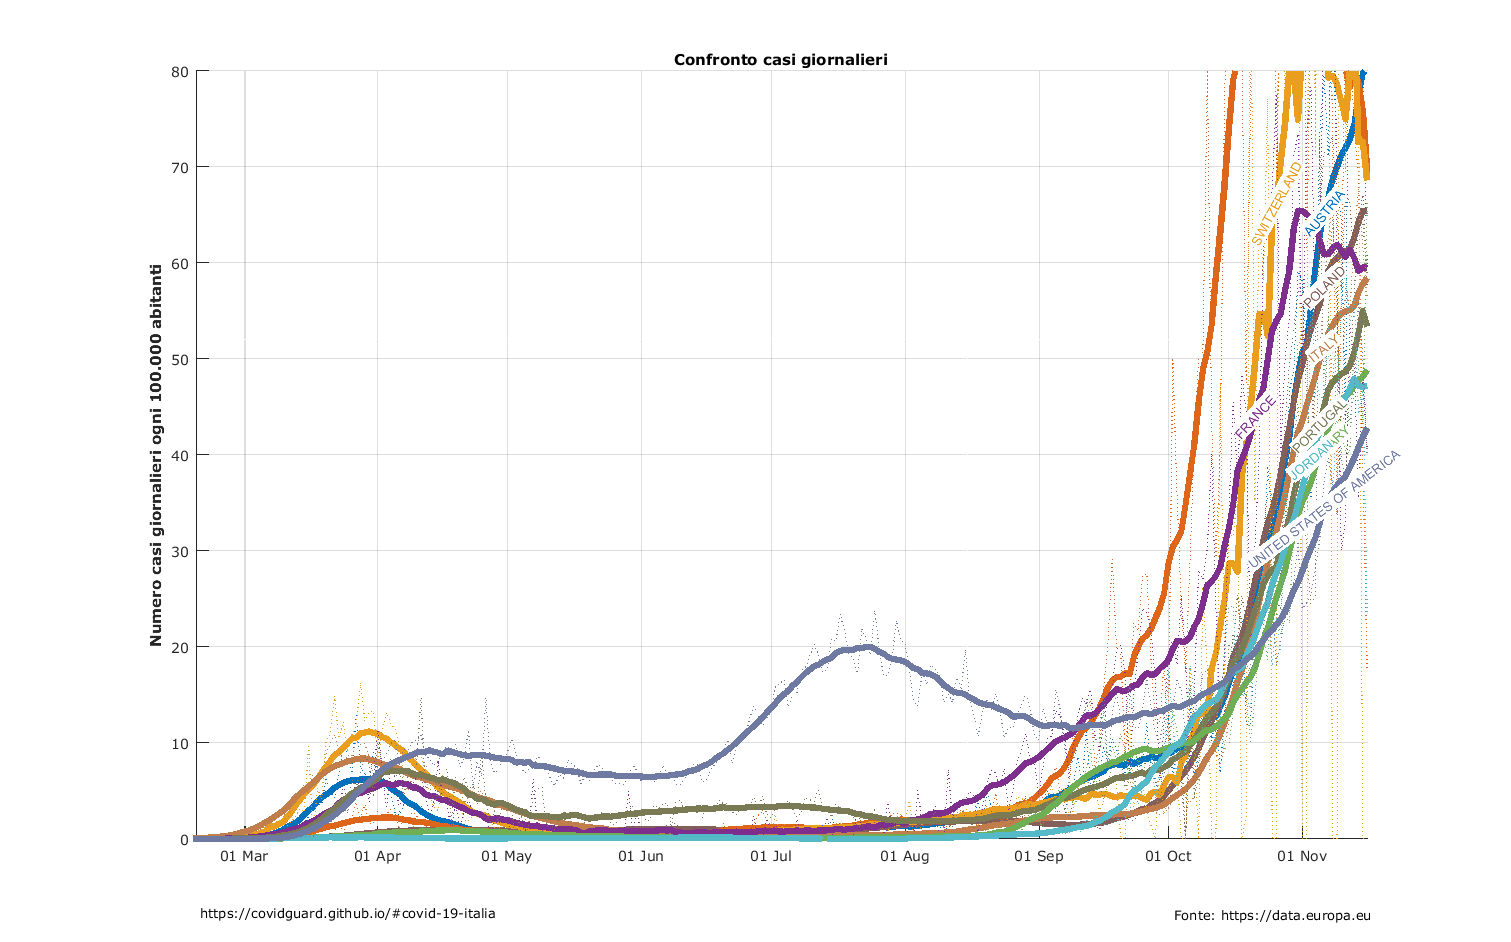 Confronto casi giornalieri
Numero casi giornalieri ogni 100.000 abitanti
80
70
60
50
40
30
20
10
0
SWITZERLAND
AUSTRIA
POLAND
ITALY
FRANCE
PORTUGAL
JORDAN
UNITED STATES OF AMERICA
01 Mar
01 Apr
01 May
01 Jun
01 Jul
01 Aug
01 Sep
01 Oct
01 Nov
https://covidguard.github.io/#covid-19-italia
Fonte: https://data.europa.eu